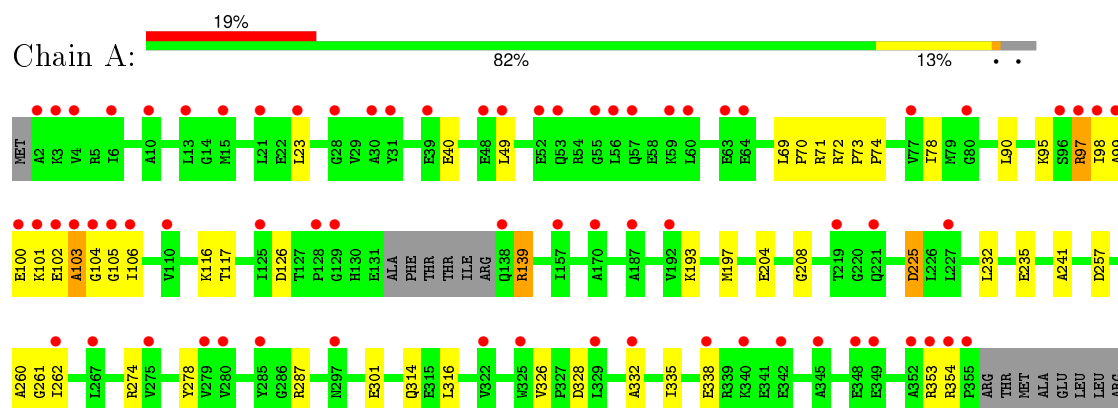 19%
Chain A:
82% 13% • •
MET A2 K3 V4 R5 I6 A10 L13 G14 M15 L21 E22 L23 G28 V29 A30 Y31 E39 E40 E48 L49 E52 Q53 R54 G55 L56 Q57 E58 K59 L60 E63 E64 L69 P70 R71 R72 P73 P74 V77 I78 M79 G80 L90 K95 S96 R97 I98 A99
E100 K101 E102 A103 G104 G105 I106 V110 K116 T117 I125 D126 T127 P128 G129 H130 E131 ALA PHE THR THR ILE ARG Q138 R139 I157 A170 A187 V192 K193 M197 E204 G208 T219 G220 Q221 D225 L226 L227 L232 E235 A241 D257
A260 G261 I262 L267 R274 V275 Y278 V279 V280 Y285 G286 R287 N297 E301 Q314 E315 L316 V322 W325 V326 P327 D328 L329 A332 I335 E338 R339 K340 E341 E342 A345 E348 E349 A352 R353 R354 P355 ARG THR MET ALA GLU LEU LEU ARG